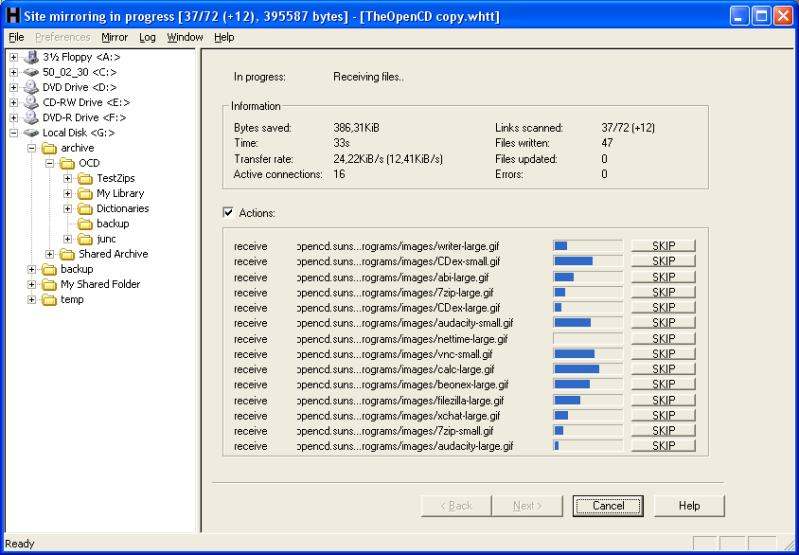 Site mirroring in progress [37/72 (+12), 395587 bytes] - [TheOpenCD copy.whtt]
File Preferences Mirror Log Window Help
3½ Floppy <A:>
50_02_30 <C:>
DVD Drive <D:>
CD-RW Drive <E:>
DVD-R Drive <F:>
Local Disk <G:>
archive
OCD
TestZips
My Library
Dictionaries
backup
junc
Shared Archive
backup
My Shared Folder
temp
In progress: Receiving files..
Information
Bytes saved: 386,31KiB Links scanned: 37/72 (+12)
Time: 33s Files written: 47
Transfer rate: 24,22KiB/s (12,41KiB/s) Files updated: 0
Active connections: 16 Errors: 0
Actions:
receive opencd.suns...rograms/images/writer-large.gif SKIP
receive opencd.suns...rograms/images/CDex-small.gif SKIP
receive opencd.suns...rograms/images/abi-large.gif SKIP
receive opencd.suns...rograms/images/7zip-large.gif SKIP
receive opencd.suns...rograms/images/CDex-large.gif SKIP
receive opencd.suns...rograms/images/audacity-small.gif SKIP
receive opencd.suns...rograms/images/nettime-large.gif SKIP
receive opencd.suns...rograms/images/vnc-small.gif SKIP
receive opencd.suns...rograms/images/calc-large.gif SKIP
receive opencd.suns...rograms/images/beonex-large.gif SKIP
receive opencd.suns...rograms/images/filezilla-large.gif SKIP
receive opencd.suns...rograms/images/xchat-large.gif SKIP
receive opencd.suns...rograms/images/7zip-small.gif SKIP
receive opencd.suns...rograms/images/audacity-large.gif SKIP
< Back Next > Cancel Help
Ready